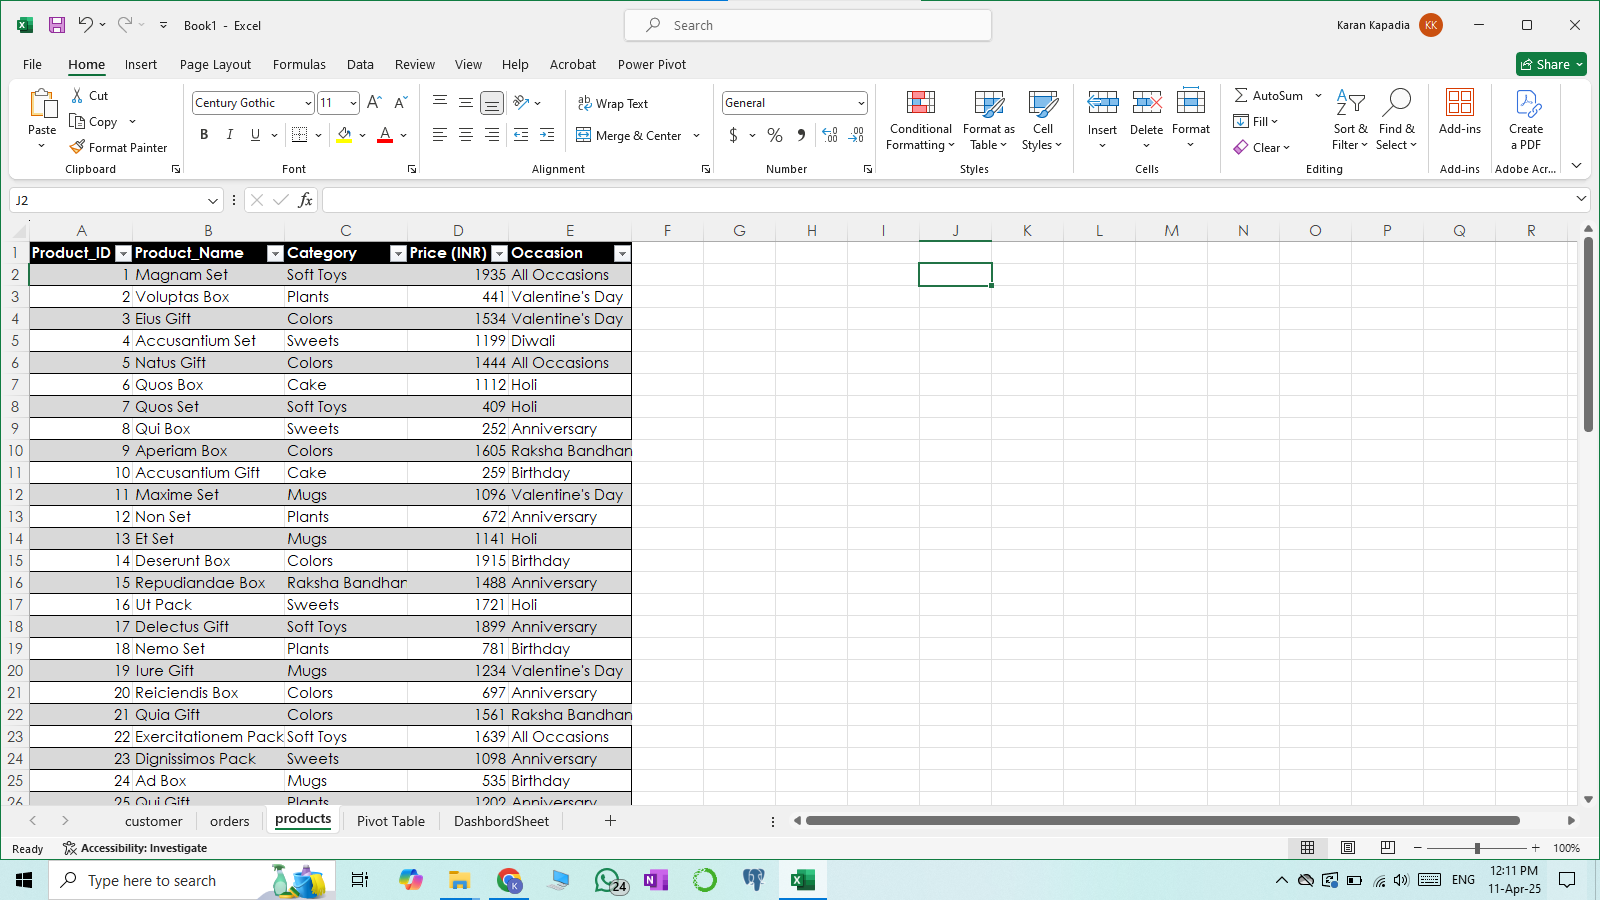 Book1 - Excel
Search
Karan Kapadia KK
File Home Insert Page Layout Formulas Data Review View Help Acrobat Power Pivot Share
Paste Cut Copy Format Painter Clipboard
Century Gothic 11 B I U A Font
ab Wrap Text Merge & Center Alignment
General $ % Number
Conditional Formatting Format as Table Cell Styles Styles
Insert Delete Format Cells
AutoSum Fill Clear Sort & Filter Find & Select Editing
Add-ins Add-ins
Create a PDF Adobe Acr...
J2 fx
A B C D E F G H I J K L M N O P Q R
1 Product_ID Product_Name Category Price (INR) Occasion
2 1 Magnam Set Soft Toys 1935 All Occasions
3 2 Voluptas Box Plants 441 Valentine's Day
4 3 Eius Gift Colors 1534 Valentine's Day
5 4 Accusantium Set Sweets 1199 Diwali
6 5 Natus Gift Colors 1444 All Occasions
7 6 Quos Box Cake 1112 Holi
8 7 Quos Set Soft Toys 409 Holi
9 8 Qui Box Sweets 252 Anniversary
10 9 Aperiam Box Colors 1605 Raksha Bandhan
11 10 Accusantium Gift Cake 259 Birthday
12 11 Maxime Set Mugs 1096 Valentine's Day
13 12 Non Set Plants 672 Anniversary
14 13 Et Set Mugs 1141 Holi
15 14 Deserunt Box Colors 1915 Birthday
16 15 Repudiandae Box Raksha Bandhan 1488 Anniversary
17 16 Ut Pack Sweets 1721 Holi
18 17 Delectus Gift Soft Toys 1899 Anniversary
19 18 Nemo Set Plants 781 Birthday
20 19 Iure Gift Mugs 1234 Valentine's Day
21 20 Reiciendis Box Colors 697 Anniversary
22 21 Quia Gift Colors 1561 Raksha Bandhan
23 22 Exercitationem Pack Soft Toys 1639 All Occasions
24 23 Dignissimos Pack Sweets 1098 Anniversary
25 24 Ad Box Mugs 535 Birthday
26 25 Qui Gift Plants 1202 Anniversary
customer orders products Pivot Table DashbordSheet
Ready Accessibility: Investigate 100%
Type here to search 24 ENG 12:11 PM
11-Apr-25